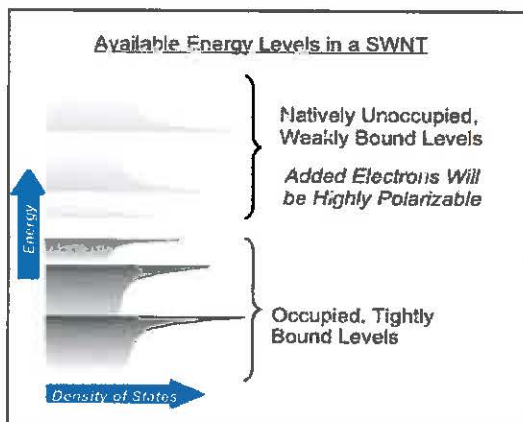 Available Energy Levels in a SWNT
Natively Unoccupied,
Weakly Bound Levels
Added Electrons Will
be Highly Polarizable
Energy
Occupied, Tightly
Bound Levels
Density of States